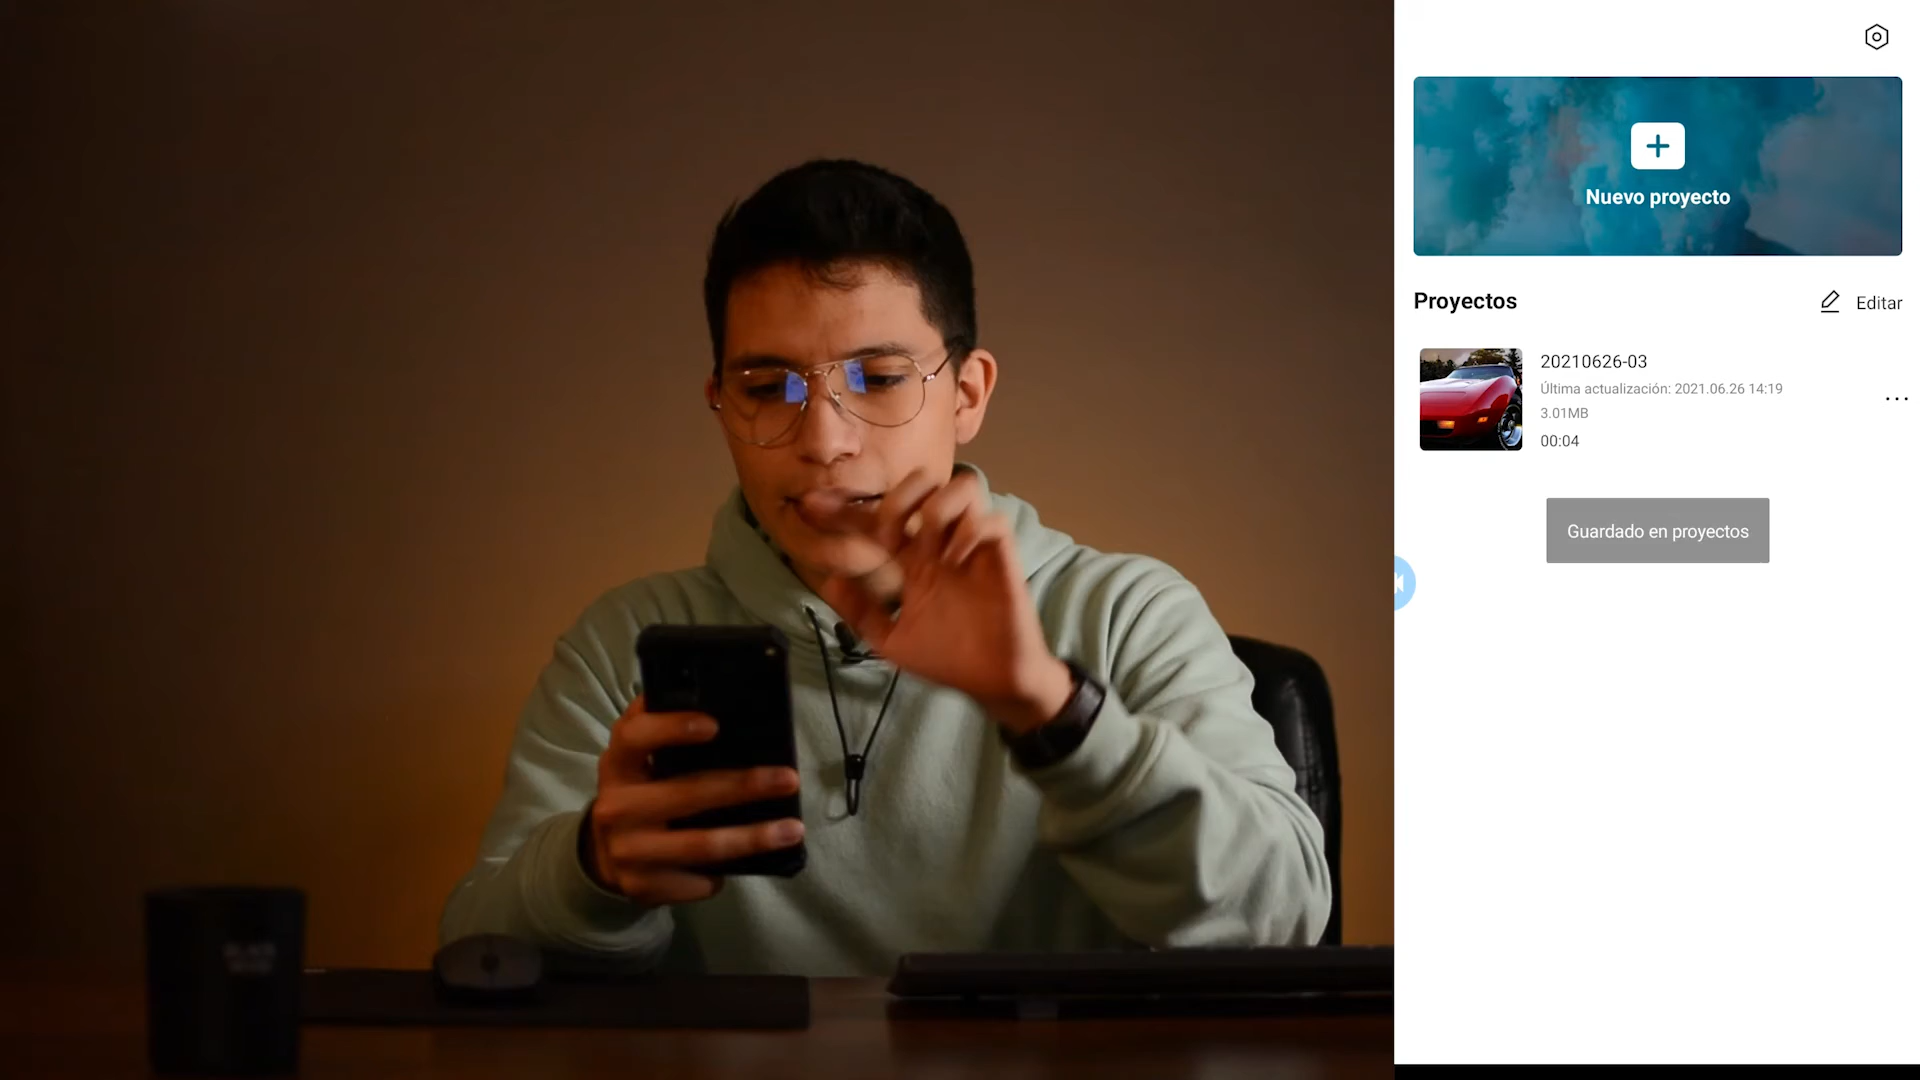 Nuevo proyecto
Proyectos
Editar
20210626-03
Última actualización: 2021.06.26 14:19
3.01MB
00:04
Guardado en proyectos